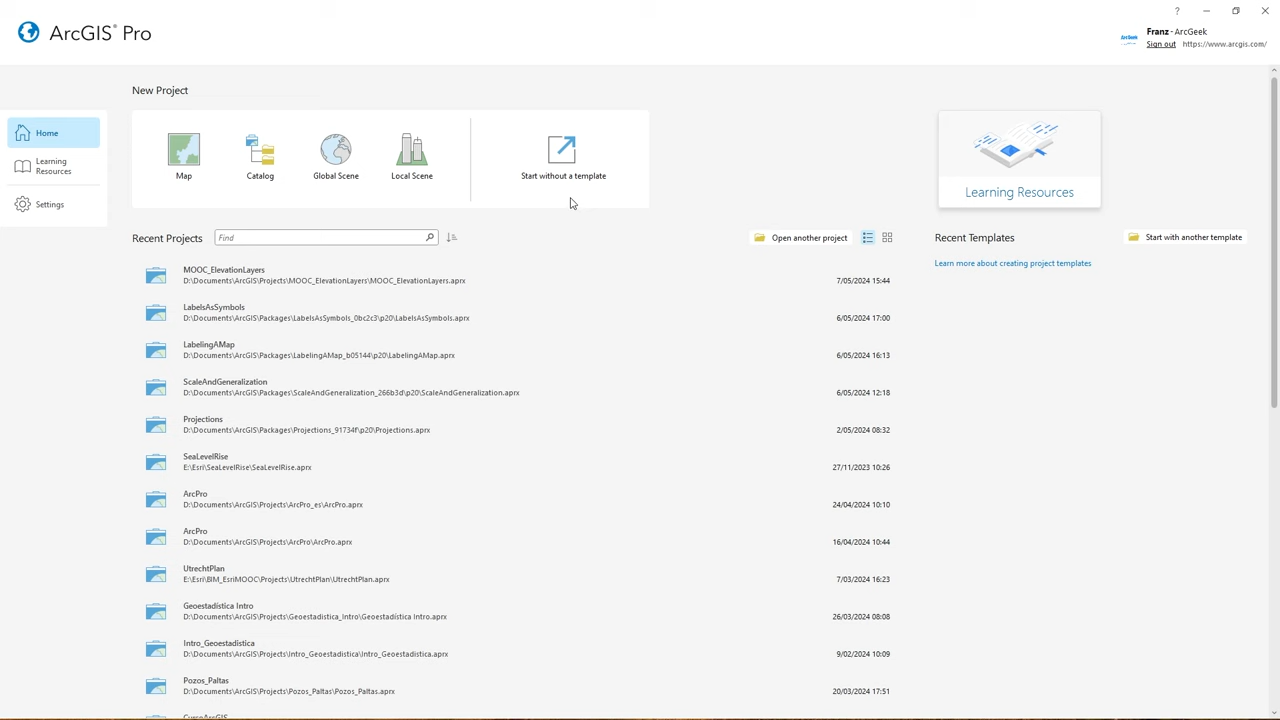 ArcGIS® Pro
?
Franz - ArcGeek
Sign out https://www.arcgis.com/
New Project
Home
Learning
Resources
Settings
Map
Catalog
Global Scene
Local Scene
Start without a template
Learning Resources
Recent Projects
Find
Open another project
Recent Templates
Start with another template
Learn more about creating project templates
MOOC_ElevationLayers
D:\Documents\ArcGIS\Projects\MOOC_ElevationLayers\MOOC_ElevationLayers.aprx
7/05/2024 15:44
LabelsAsSymbols
D:\Documents\ArcGIS\Packages\LabelsAsSymbols_0bc2c3\p20\LabelsAsSymbols.aprx
6/05/2024 17:00
LabelingAMap
D:\Documents\ArcGIS\Packages\LabelingAMap_b05144\p20\LabelingAMap.aprx
6/05/2024 16:13
ScaleAndGeneralization
D:\Documents\ArcGIS\Packages\ScaleAndGeneralization_266b3d\p20\ScaleAndGeneralization.aprx
6/05/2024 12:18
Projections
D:\Documents\ArcGIS\Packages\Projections_91734f\p20\Projections.aprx
2/05/2024 08:32
SeaLevelRise
E:\Esri\SeaLevelRise\SeaLevelRise.aprx
27/11/2023 10:26
ArcPro
D:\Documents\ArcGIS\Projects\ArcPro_es\ArcPro.aprx
24/04/2024 10:10
ArcPro
D:\Documents\ArcGIS\Projects\ArcPro\ArcPro.aprx
16/04/2024 10:44
UtrechtPlan
E:\Esri\BIM_EsriMOOC\Projects\UtrechtPlan\UtrechtPlan.aprx
7/03/2024 16:23
Geoestadística Intro
D:\Documents\ArcGIS\Projects\Geoestadística_Intro\Geoestadística Intro.aprx
26/03/2024 08:08
Intro_Geoestadistica
D:\Documents\ArcGIS\Projects\Intro_Geoestadistica\Intro_Geoestadistica.aprx
9/02/2024 10:09
Pozos_Paltas
D:\Documents\ArcGIS\Projects\Pozos_Paltas\Pozos_Paltas.aprx
20/03/2024 17:51
CursoArcGIS